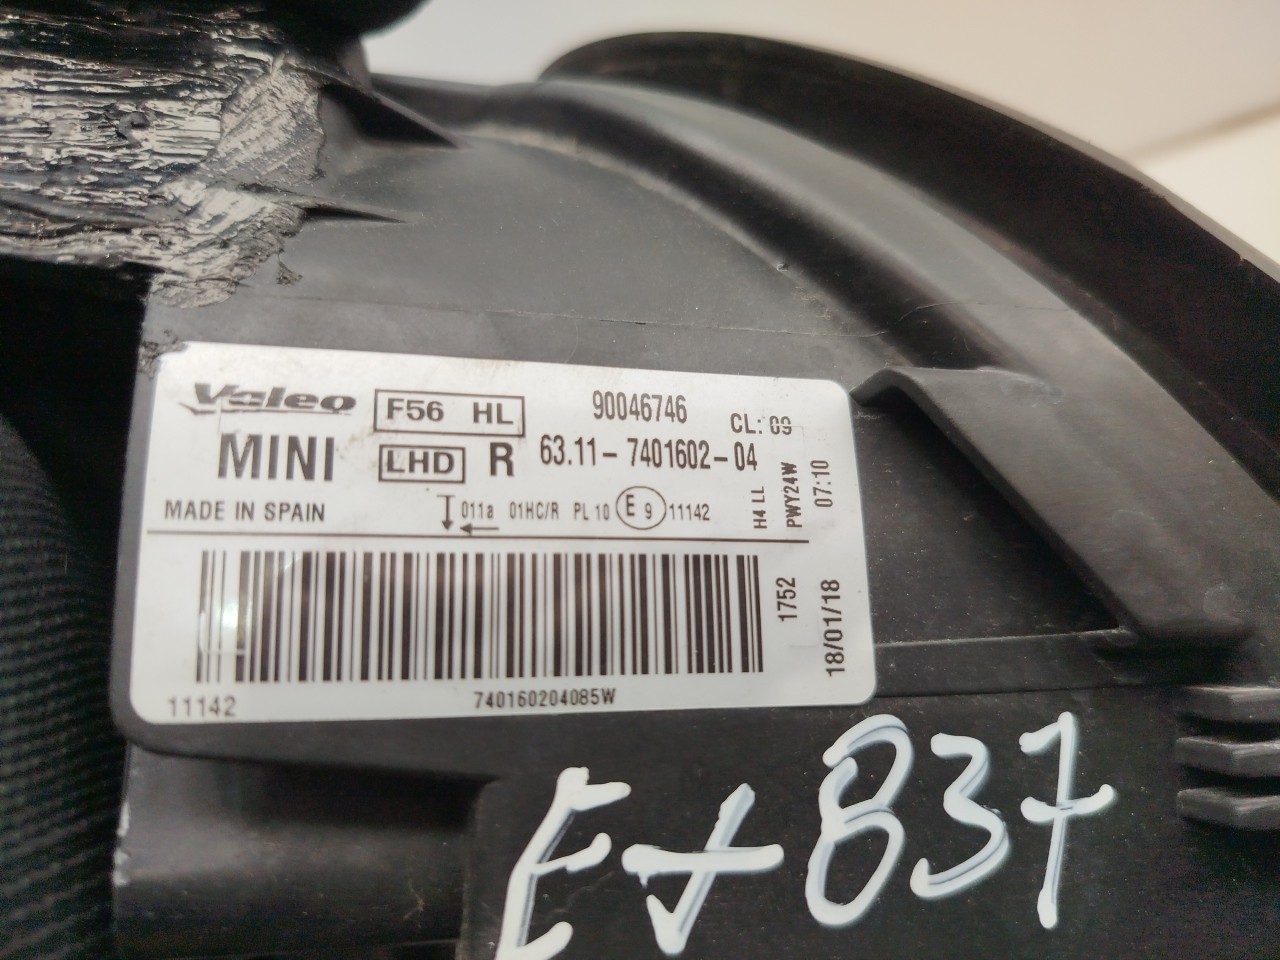 Valeo F56 HL 90046746 CL: 09
MINI LHD R 63.11-7401602-04
MADE IN SPAIN 011a 01HC/R PL 10 E 9 11142
H4 LL
PWY24W
07:10
1752
18/01/18
11142 740160204085W
EJ837